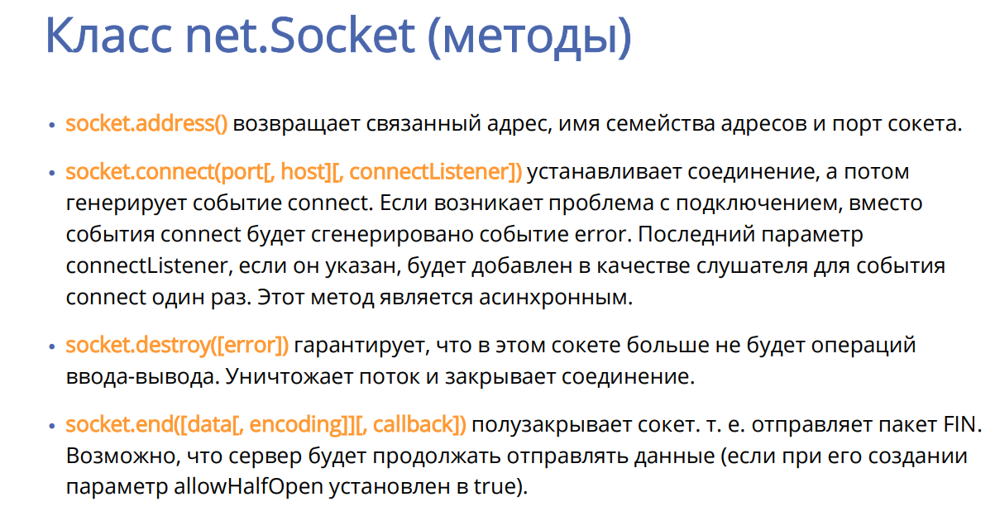 Класс net.Socket (методы)
• socket.address() возвращает связанный адрес, имя семейства адресов и порт сокета.
• socket.connect(port[, host][, connectListener]) устанавливает соединение, а потом
генерирует событие connect. Если возникает проблема с подключением, вместо
события connect будет сгенерировано событие error. Последний параметр
connectListener, если он указан, будет добавлен в качестве слушателя для события
connect один раз. Этот метод является асинхронным.
• socket.destroy([error]) гарантирует, что в этом сокете больше не будет операций
ввода-вывода. Уничтожает поток и закрывает соединение.
• socket.end([data[, encoding]][, callback]) полузакрывает сокет. т. е. отправляет пакет FIN.
Возможно, что сервер будет продолжать отправлять данные (если при его создании
параметр allowHalfOpen установлен в true).